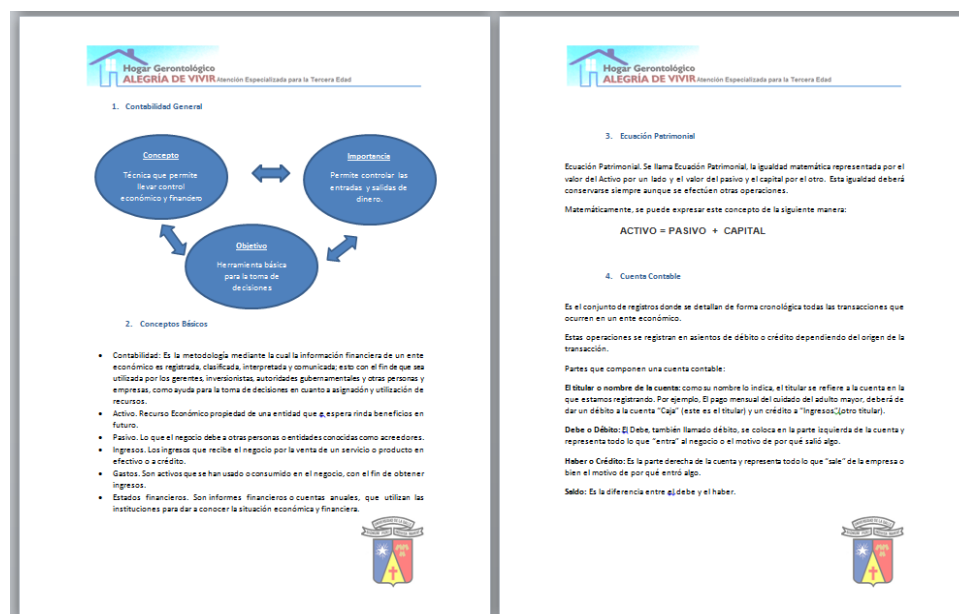 Hogar Gerontológico
ALEGRÍA DE VIVIR Atención Especializada para la Tercera Edad
1. Contabilidad General
Concepto
Técnica que permite
llevar control
económico y financiero
Importancia
Permite controlar las
entradas y salidas de
dinero.
Objetivo
Herramienta básica
para la toma de
decisiones
2. Conceptos Básicos
• Contabilidad: Es la metodología mediante la cual la información financiera de un ente
económico es registrada, clasificada, interpretada y comunicada; esto con el fin de que sea
utilizada por los gerentes, inversionistas, autoridades gubernamentales y otras personas y
empresas, como ayuda para la toma de decisiones en cuanto a asignación y utilización de
recursos.
• Activo. Recurso Económico propiedad de una entidad que e espera rinda beneficios en
futuro.
• Pasivo. Lo que el negocio debe a otras personas o entidades conocidas como acreedores.
• Ingresos. Los ingresos que recibe el negocio por la venta de un servicio o producto en
efectivo o a crédito.
• Gastos. Son activos que se han usado o consumido en el negocio, con el fin de obtener
ingresos.
• Estados financieros. Son informes financieros o cuentas anuales, que utilizan las
instituciones para dar a conocer la situación económica y financiera.
Hogar Gerontológico
ALEGRÍA DE VIVIR Atención Especializada para la Tercera Edad
3. Ecuación Patrimonial
Ecuación Patrimonial. Se llama Ecuación Patrimonial, la igualdad matemática representada por el
valor del Activo por un lado y el valor del pasivo y el capital por el otro. Esta igualdad deberá
conservarse siempre aunque se efectúen otras operaciones.
Matemáticamente, se puede expresar este concepto de la siguiente manera:
ACTIVO = PASIVO + CAPITAL
4. Cuenta Contable
Es el conjunto de registros donde se detallan de forma cronológica todas las transacciones que
ocurren en un ente económico.
Estas operaciones se registran en asientos de débito o crédito dependiendo del origen de la
transacción.
Partes que componen una cuenta contable:
El titular o nombre de la cuenta: como su nombre lo indica, el titular se refiere a la cuenta en la
que estamos registrando. Por ejemplo, El pago mensual del cuidado del adulto mayor, deberá de
dar un débito a la cuenta "Caja" (este es el titular) y un crédito a "Ingresos" (otro titular).
Debe o Débito: El Debe, también llamado débito, se coloca en la parte izquierda de la cuenta y
representa todo lo que "entra" al negocio o el motivo de por qué salió algo.
Haber o Crédito: Es la parte derecha de la cuenta y representa todo lo que "sale" de la empresa o
bien el motivo de por qué entró algo.
Saldo: Es la diferencia entre el debe y el haber.